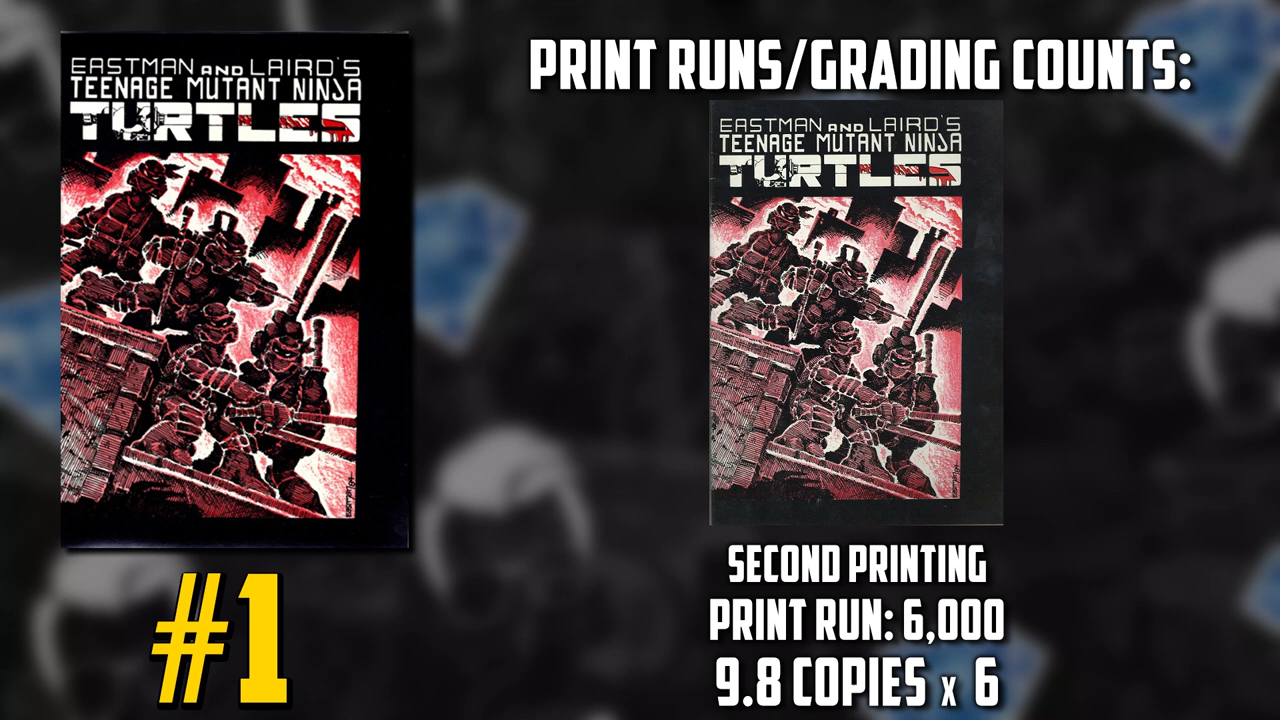 EASTMAN AND LAIRD'S
TEENAGE MUTANT NINJA
TURTLES
#1
PRINT RUNS/GRADING COUNTS:
EASTMAN AND LAIRD'S
TEENAGE MUTANT NINJA
TURTLES
SECOND PRINTING
PRINT RUN: 6,000
9.8 COPIES x 6